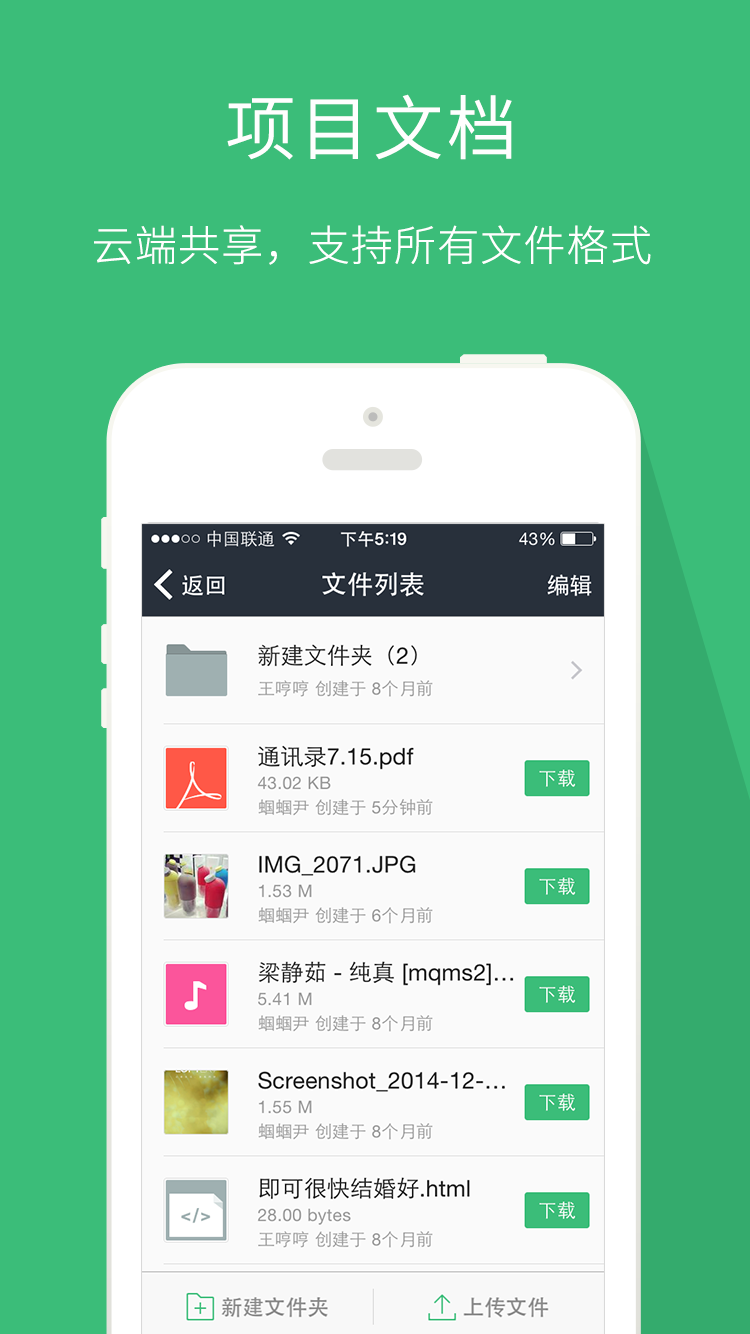 项目文档
云端共享，支持所有文件格式
中国联通 下午5:19 43%
返回 文件列表 编辑
新建文件夹（2）
王哼哼 创建于 8个月前
通讯录7.15.pdf
43.02 KB
蝈蝈尹 创建于 5分钟前
下载
IMG_2071.JPG
1.53 M
蝈蝈尹 创建于 6个月前
下载
梁静茹 - 纯真 [mqms2]...
5.41 M
蝈蝈尹 创建于 8个月前
下载
Screenshot_2014-12-...
1.55 M
蝈蝈尹 创建于 8个月前
下载
即可很快结婚好.html
28.00 bytes
王哼哼 创建于 8个月前
下载
</>
新建文件夹 上传文件